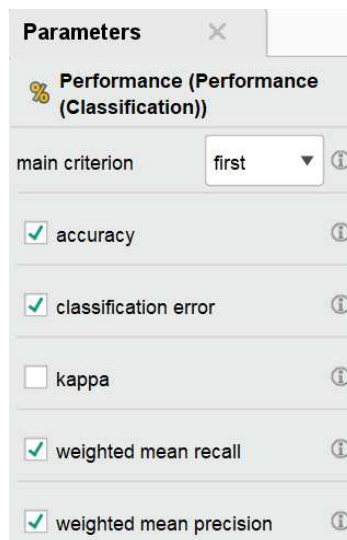 Parameters
Performance (Performance
(Classification))
main criterion first
accuracy
classification error
kappa
weighted mean recall
weighted mean precision